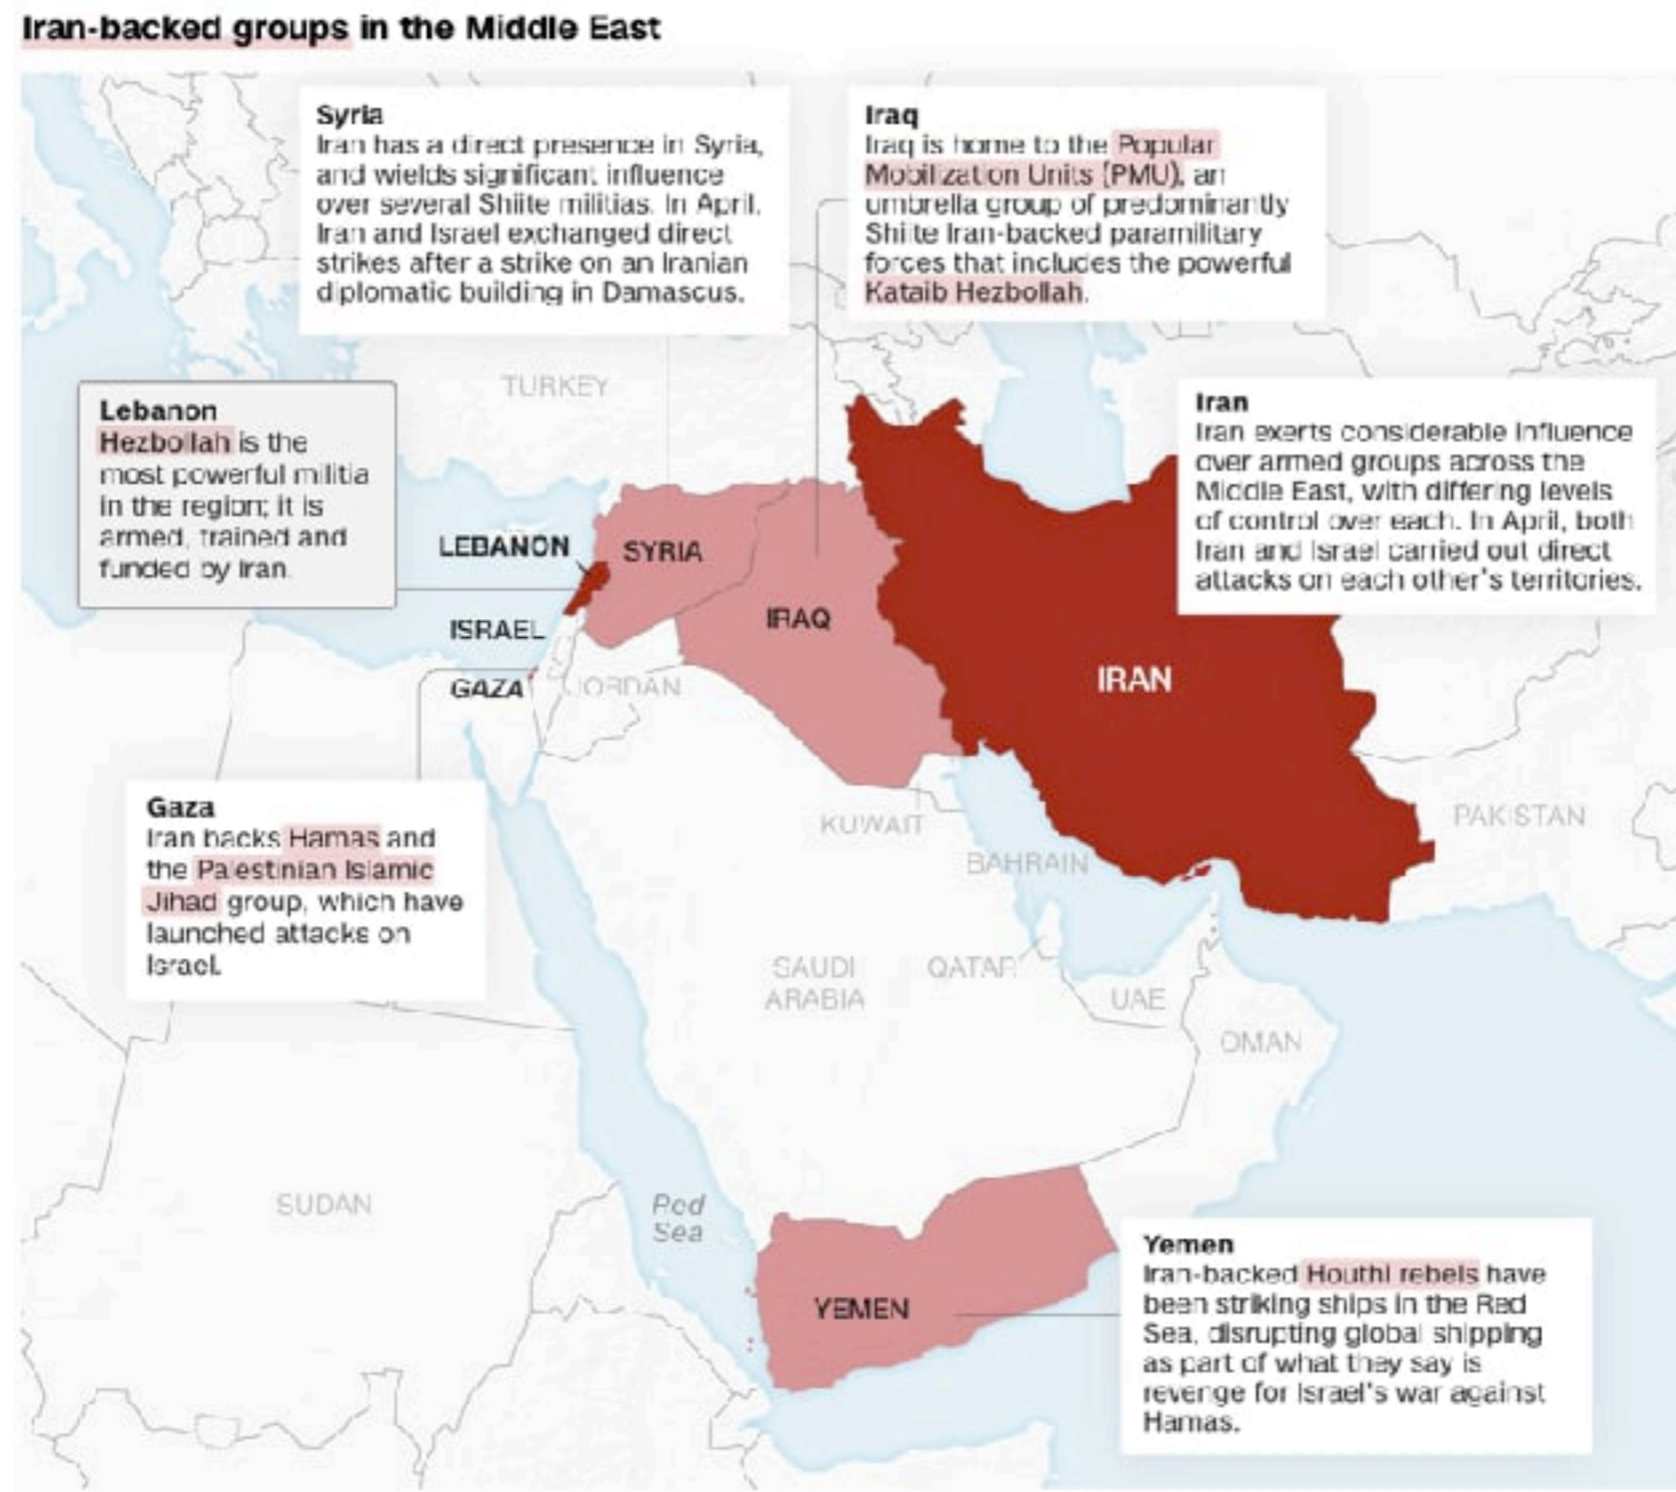 Iran-backed groups in the Middle East
Syria
Iran has a direct presence in Syria,
and wields significant influence
over several Shiite militias. In April,
Iran and Israel exchanged direct
strikes after a strike on an Iranian
diplomatic building in Damascus.
Iraq
Iraq is home to the Popular
Mobilization Units (PMU), an
umbrella group of predominantly
Shiite Iran-backed paramilitary
forces that includes the powerful
Kataib Hezbollah.
Lebanon
Hezbollah is the
most powerful militia
in the region; it is
armed, trained and
funded by Iran.
Iran
Iran exerts considerable influence
over armed groups across the
Middle East, with differing levels
of control over each. In April, both
Iran and Israel carried out direct
attacks on each other's territories.
TURKEY
LEBANON
SYRIA
ISRAEL
IRAQ
GAZA
JORDAN
IRAN
Gaza
Iran backs Hamas and
the Palestinian Islamic
Jihad group, which have
launched attacks on
Israel.
KUWAIT
BAHRAIN
PAKISTAN
SAUDI
ARABIA
QATAR
UAE
OMAN
SUDAN
Red
Sea
YEMEN
Yemen
Iran-backed Houthi rebels have
been striking ships in the Red
Sea, disrupting global shipping
as part of what they say is
revenge for Israel's war against
Hamas.